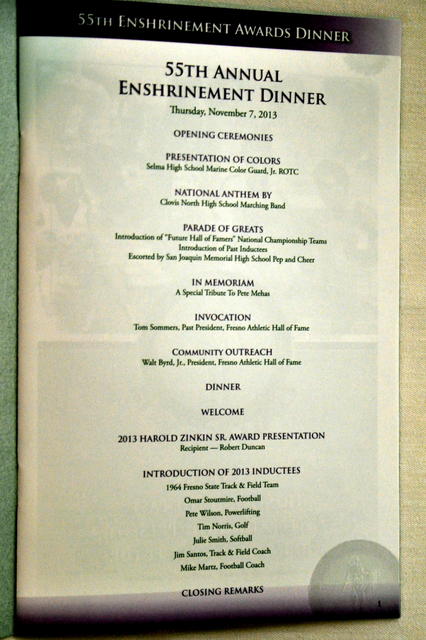 55TH ENSHRINEMENT AWARDS DINNER
55TH ANNUAL
ENSHRINEMENT DINNER
Thursday, November 7, 2013
OPENING CEREMONIES
PRESENTATION OF COLORS
Selma High School Marine Color Guard, Jr. ROTC
NATIONAL ANTHEM BY
Clovis North High School Marching Band
PARADE OF GREATS
Introduction of "Future Hall of Famers" National Championship Teams
Introduction of Past Inductees
Escorted by San Joaquin Memorial High School Pep and Cheer
IN MEMORIAM
A Special Tribute To Pete Mehas
INVOCATION
Tom Sommers, Past President, Fresno Athletic Hall of Fame
COMMUNITY OUTREACH
Walt Byrd, Jr., President, Fresno Athletic Hall of Fame
DINNER
WELCOME
2013 HAROLD ZINKIN SR. AWARD PRESENTATION
Recipient — Robert Duncan
INTRODUCTION OF 2013 INDUCTEES
1964 Fresno State Track & Field Team
Omar Stoutmire, Football
Pete Wilson, Powerlifting
Tim Norris, Golf
Julie Smith, Softball
Jim Santos, Track & Field Coach
Mike Martz, Football Coach
CLOSING REMARKS
1